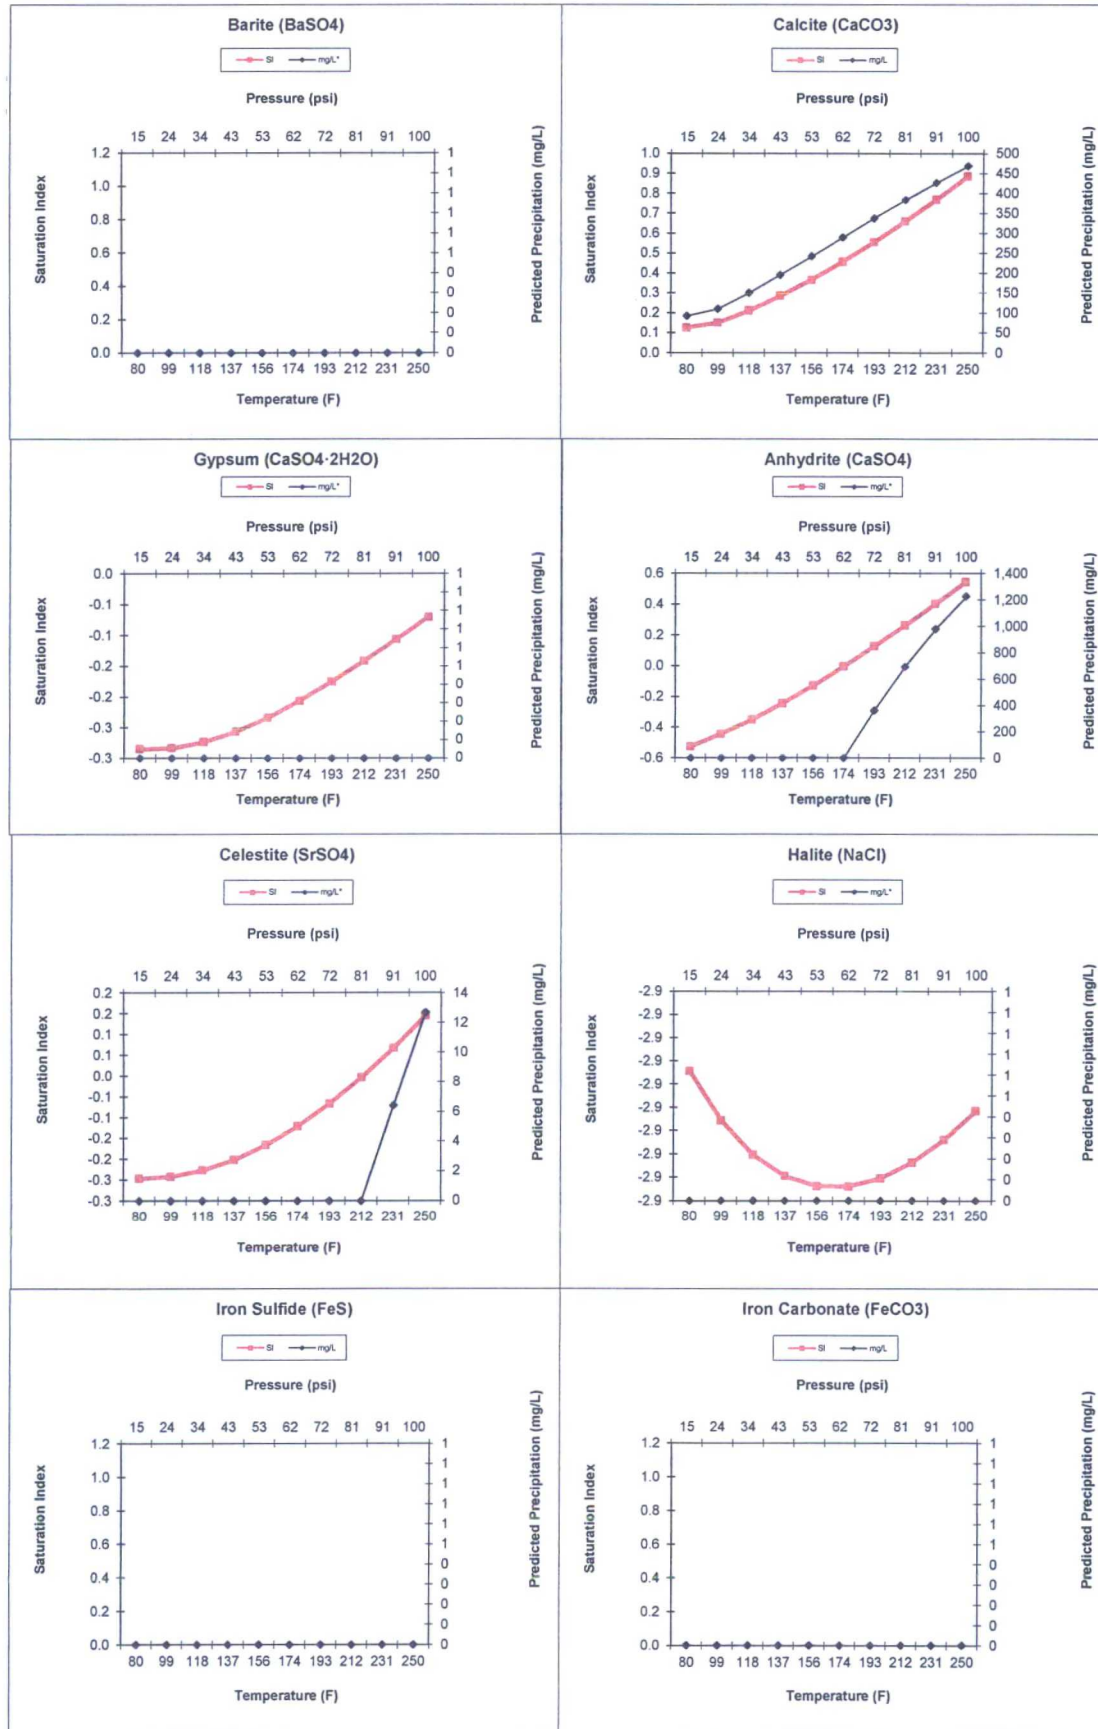 Barite (BaSO4)
SI mg/L*
Pressure (psi)
15 24 34 43 53 62 72 81 91 100
Saturation Index
1.2
1.0
0.8
0.6
0.4
0.2
0.0
1
1
1
1
1
1
0
0
0
0
0
Predicted Precipitation (mg/L)
80 99 118 137 156 174 193 212 231 250
Temperature (F)
Calcite (CaCO3)
SI mg/L
Pressure (psi)
15 24 34 43 53 62 72 81 91 100
Saturation Index
1.0
0.9
0.8
0.7
0.6
0.5
0.4
0.3
0.2
0.1
0.0
500
450
400
350
300
250
200
150
100
50
0
Predicted Precipitation (mg/L)
80 99 118 137 156 174 193 212 231 250
Temperature (F)
Gypsum (CaSO4·2H2O)
SI mg/L*
Pressure (psi)
15 24 34 43 53 62 72 81 91 100
Saturation Index
0.0
-0.1
-0.1
-0.2
-0.2
-0.3
-0.3
1
1
1
1
1
1
0
0
0
0
0
Predicted Precipitation (mg/L)
80 99 118 137 156 174 193 212 231 250
Temperature (F)
Anhydrite (CaSO4)
SI mg/L*
Pressure (psi)
15 24 34 43 53 62 72 81 91 100
Saturation Index
0.6
0.4
0.2
0.0
-0.2
-0.4
-0.6
1,400
1,200
1,000
800
600
400
200
0
Predicted Precipitation (mg/L)
80 99 118 137 156 174 193 212 231 250
Temperature (F)
Celestite (SrSO4)
SI mg/L*
Pressure (psi)
15 24 34 43 53 62 72 81 91 100
Saturation Index
0.2
0.2
0.1
0.1
0.0
-0.1
-0.1
-0.2
-0.2
-0.3
-0.3
14
12
10
8
6
4
2
0
Predicted Precipitation (mg/L)
80 99 118 137 156 174 193 212 231 250
Temperature (F)
Halite (NaCl)
SI mg/L*
Pressure (psi)
15 24 34 43 53 62 72 81 91 100
Saturation Index
-2.9
-2.9
-2.9
-2.9
-2.9
-2.9
-2.9
-2.9
-2.9
-2.9
1
1
1
1
1
1
0
0
0
0
0
Predicted Precipitation (mg/L)
80 99 118 137 156 174 193 212 231 250
Temperature (F)
Iron Sulfide (FeS)
SI mg/L
Pressure (psi)
15 24 34 43 53 62 72 81 91 100
Saturation Index
1.2
1.0
0.8
0.6
0.4
0.2
0.0
1
1
1
1
1
1
0
0
0
0
0
Predicted Precipitation (mg/L)
80 99 118 137 156 174 193 212 231 250
Temperature (F)
Iron Carbonate (FeCO3)
SI mg/L
Pressure (psi)
15 24 34 43 53 62 72 81 91 100
Saturation Index
1.2
1.0
0.8
0.6
0.4
0.2
0.0
1
1
1
1
1
1
0
0
0
0
0
Predicted Precipitation (mg/L)
80 99 118 137 156 174 193 212 231 250
Temperature (F)